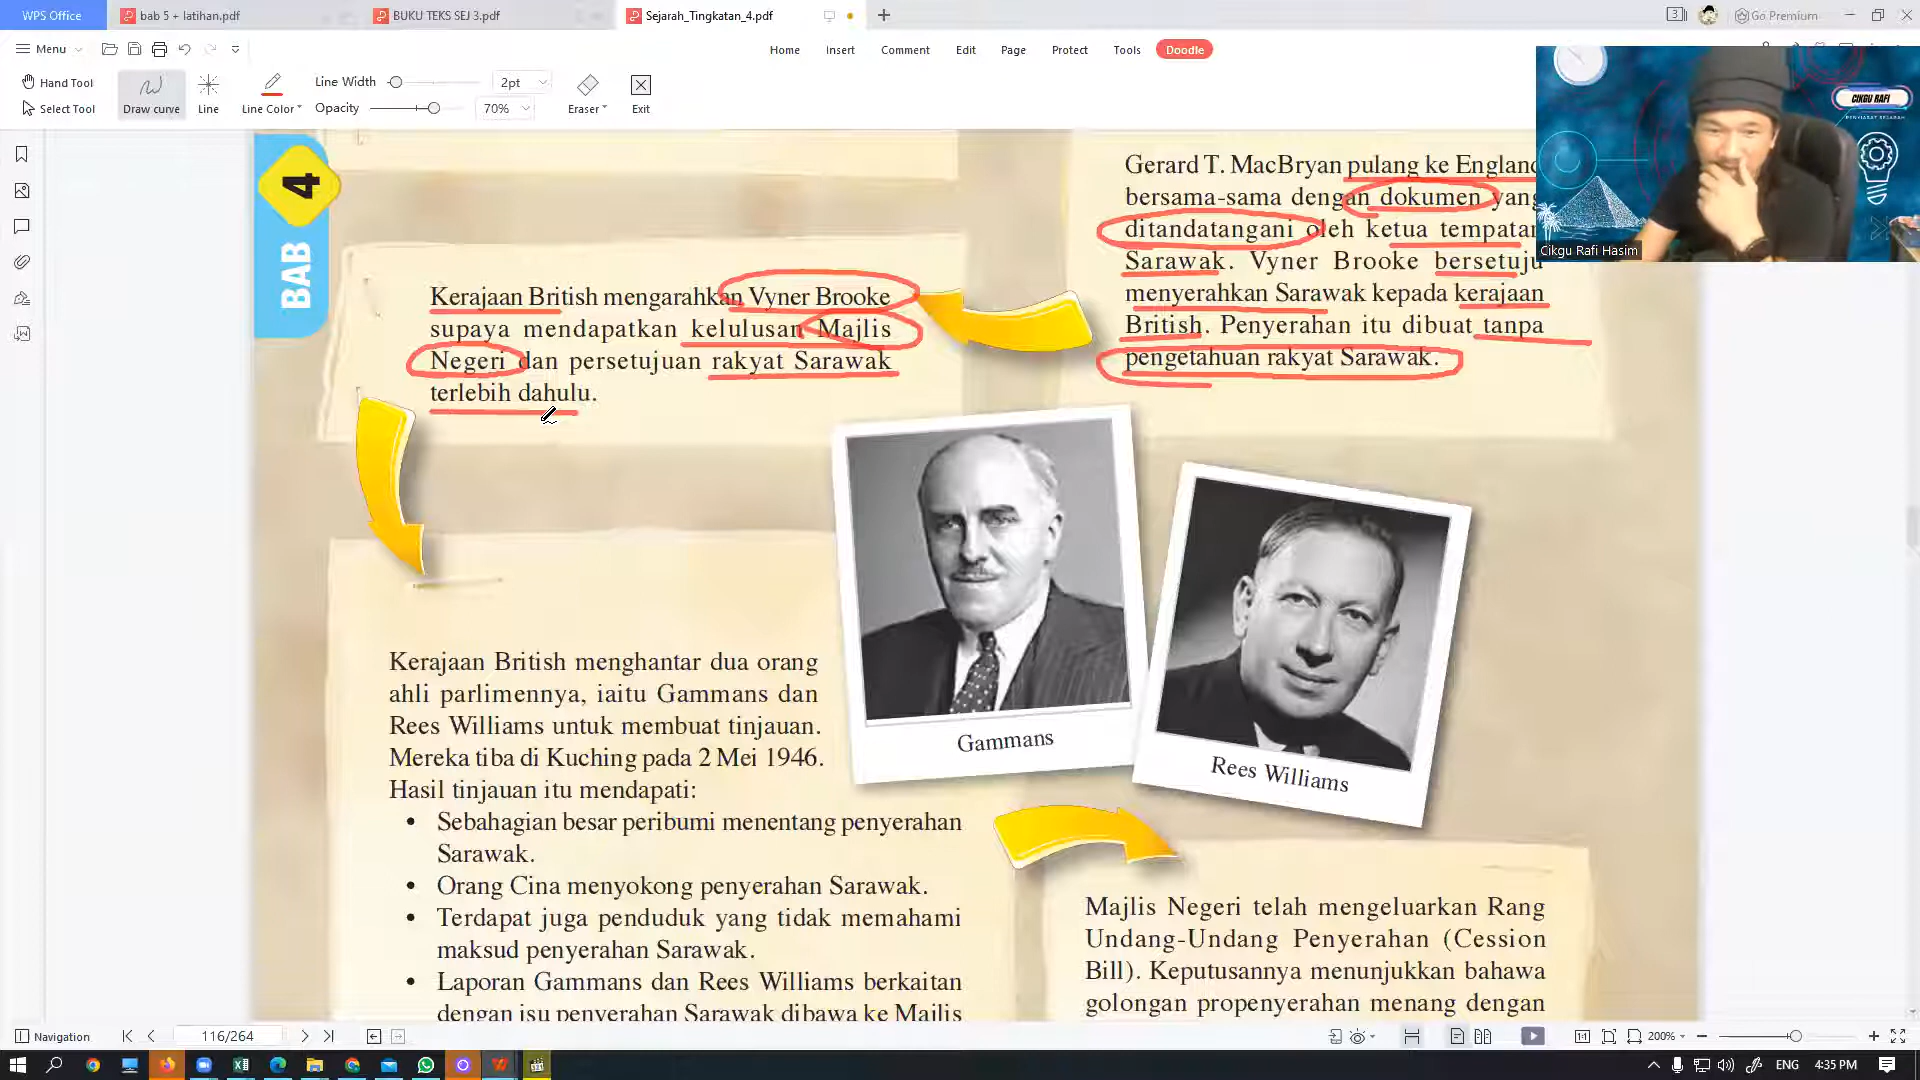 WPS Office
bab 5 + latihan.pdf
BUKU TEKS SEJ 3.pdf
Sejarah_Tingkatan_4.pdf
3
Go Premium
Menu
Home Insert Comment Edit Page Protect Tools Doodle
Hand Tool
Select Tool
Draw curve
Line
Line Color
Line Width 2pt
Opacity 70%
Eraser
Exit
CIKGU RAFI
PENYIARAT SEJARAH
Cikgu Rafi Hasim
BAB 4
Gerard T. MacBryan pulang ke England
bersama-sama dengan dokumen yang
ditandatangani oleh ketua tempatan
Sarawak. Vyner Brooke bersetuju
menyerahkan Sarawak kepada kerajaan
British. Penyerahan itu dibuat tanpa
pengetahuan rakyat Sarawak.
Kerajaan British mengarahkan Vyner Brooke
supaya mendapatkan kelulusan Majlis
Negeri dan persetujuan rakyat Sarawak
terlebih dahulu.
Gammans
Rees Williams
Kerajaan British menghantar dua orang
ahli parlimennya, iaitu Gammans dan
Rees Williams untuk membuat tinjauan.
Mereka tiba di Kuching pada 2 Mei 1946.
Hasil tinjauan itu mendapati:
• Sebahagian besar peribumi menentang penyerahan
Sarawak.
• Orang Cina menyokong penyerahan Sarawak.
• Terdapat juga penduduk yang tidak memahami
maksud penyerahan Sarawak.
• Laporan Gammans dan Rees Williams berkaitan
dengan isu penyerahan Sarawak dibawa ke Majlis
Majlis Negeri telah mengeluarkan Rang
Undang-Undang Penyerahan (Cession
Bill). Keputusannya menunjukkan bahawa
golongan propenyerahan menang dengan
Navigation
116/264
200%
ENG
4:35 PM